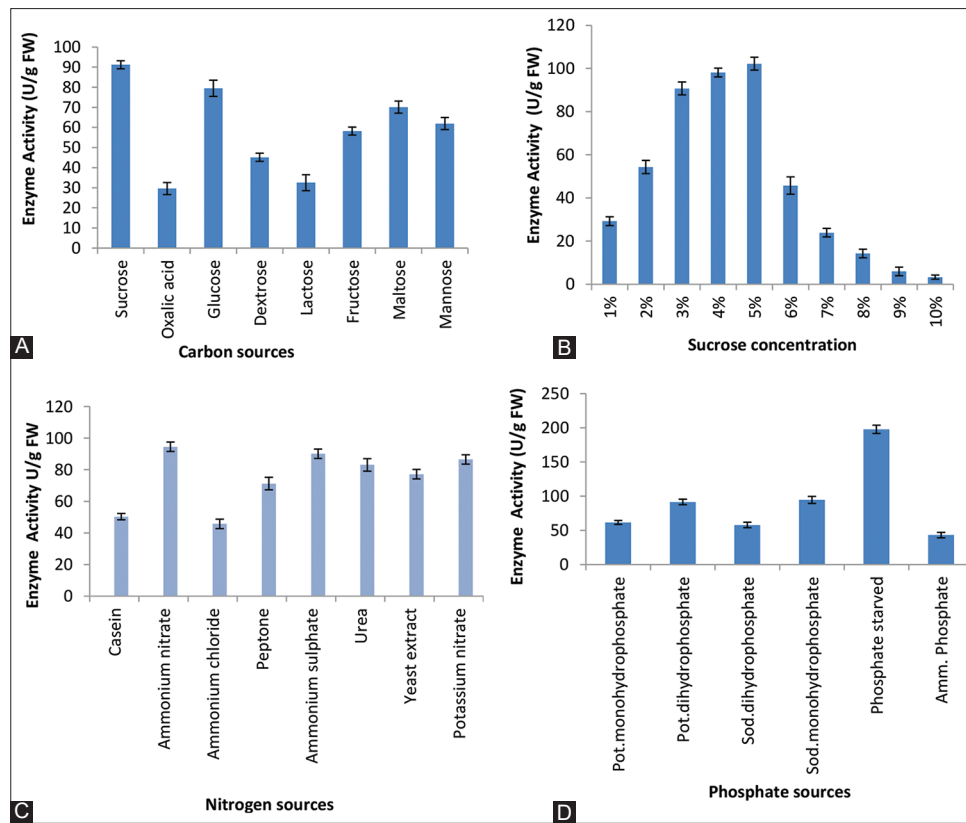 Enzyme Activity (U/g FW)
100
90
80
70
60
50
40
30
20
10
0
Sucrose
Oxalic acid
Glucose
Dextrose
Lactose
Fructose
Maltose
Mannose
Carbon sources
A
Enzyme Activity (U/g FW)
120
100
80
60
40
20
0
1%
2%
3%
4%
5%
6%
7%
8%
9%
10%
Sucrose concentration
B
Enzyme Activity U/g FW
120
100
80
60
40
20
0
Casein
Ammonium nitrate
Ammonium chloride
Peptone
Ammonium sulphate
Urea
Yeast extract
Potassium nitrate
Nitrogen sources
C
Enzyme Activity (U/g FW)
250
200
150
100
50
0
Pot.monohydrophosphate
Pot.dihydrophosphate
Sod.dihydrophosphate
Sod.monohydrophosphate
Phosphate starved
Amm. Phosphate
Phosphate sources
D